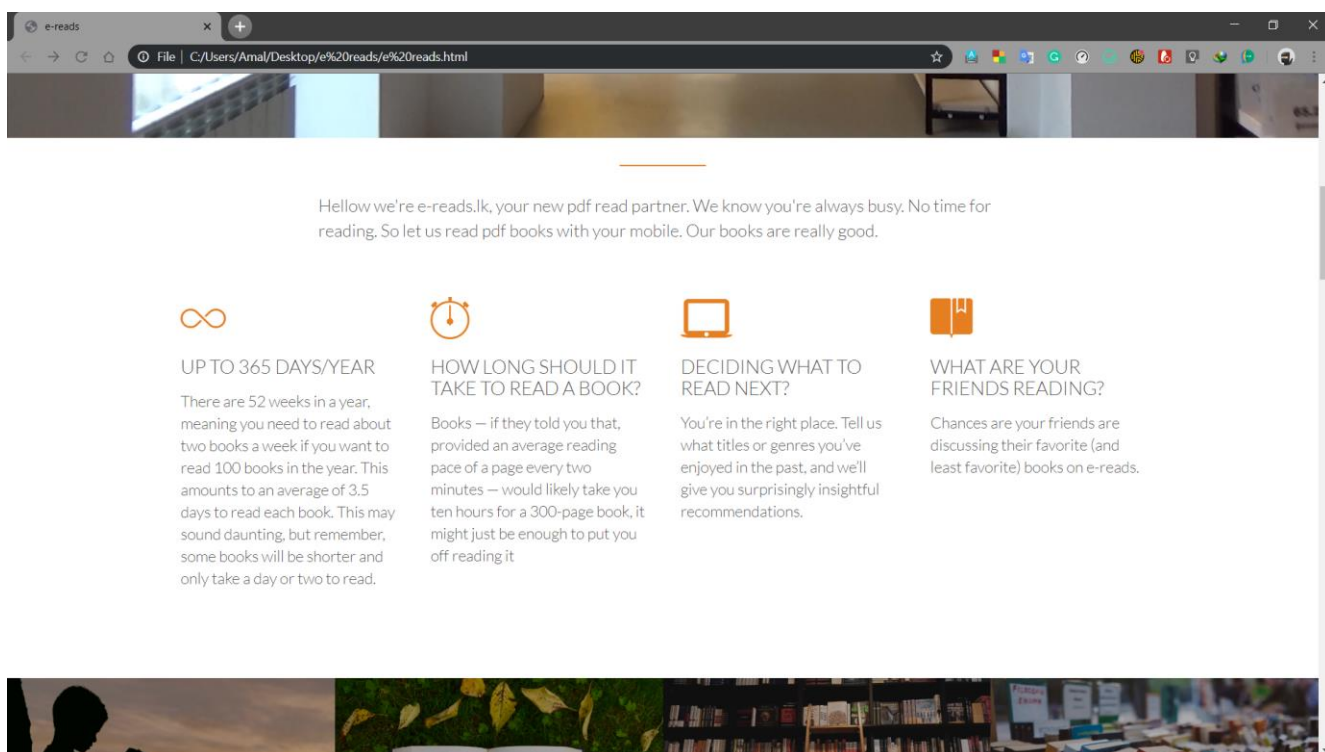 e-reads
File | C:/Users/Amal/Desktop/e%20reads/e%20reads.html
Hellow we're e-reads.lk, your new pdf read partner. We know you're always busy. No time for
reading. So let us read pdf books with your mobile. Our books are really good.
UP TO 365 DAYS/YEAR
There are 52 weeks in a year,
meaning you need to read about
two books a week if you want to
read 100 books in the year. This
amounts to an average of 3.5
days to read each book. This may
sound daunting, but remember,
some books will be shorter and
only take a day or two to read.
HOW LONG SHOULD IT
TAKE TO READ A BOOK?
Books — if they told you that,
provided an average reading
pace of a page every two
minutes — would likely take you
ten hours for a 300-page book, it
might just be enough to put you
off reading it
DECIDING WHAT TO
READ NEXT?
You’re in the right place. Tell us
what titles or genres you’ve
enjoyed in the past, and we’ll
give you surprisingly insightful
recommendations.
WHAT ARE YOUR
FRIENDS READING?
Chances are your friends are
discussing their favorite (and
least favorite) books on e-reads.